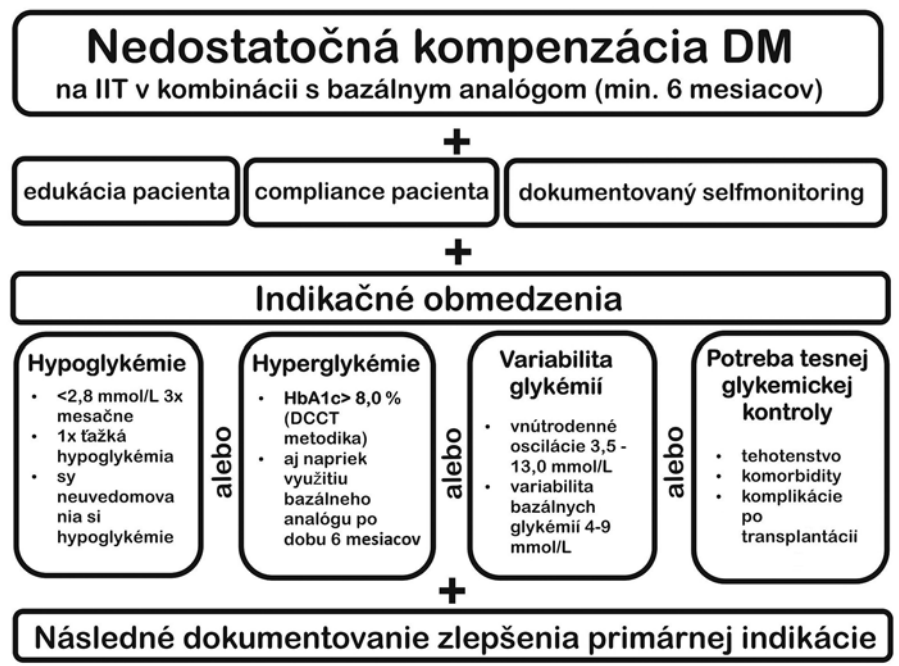 Nedostatočná kompenzácia DM
na IIT v kombinácii s bazálnym analógom (min. 6 mesiacov)
+
edukácia pacienta
compliance pacienta
dokumentovaný selfmonitoring
+
Indikačné obmedzenia
Hypoglykémie
• <2,8 mmol/L 3x
mesačne
• 1x ťažká
hypoglykémia
• sy
neuvedomova
nia si
hypoglykémie
alebo
Hyperglykémie
• HbA1c> 8,0 %
(DCCT
metodika)
• aj napriek
využitiu
bazálneho
analógu po
dobu 6 mesiacov
alebo
Variabilita
glykémií
• vnútrodenné
oscilácie 3,5 -
13,0 mmol/L
• variabilita
bazálnych
glykémií 4-9
mmol/L
alebo
Potreba tesnej
glykemickej
kontroly
• tehotenstvo
• komorbidity
• komplikácie
po
transplantácii
+
Následné dokumentovanie zlepšenia primárnej indikácie